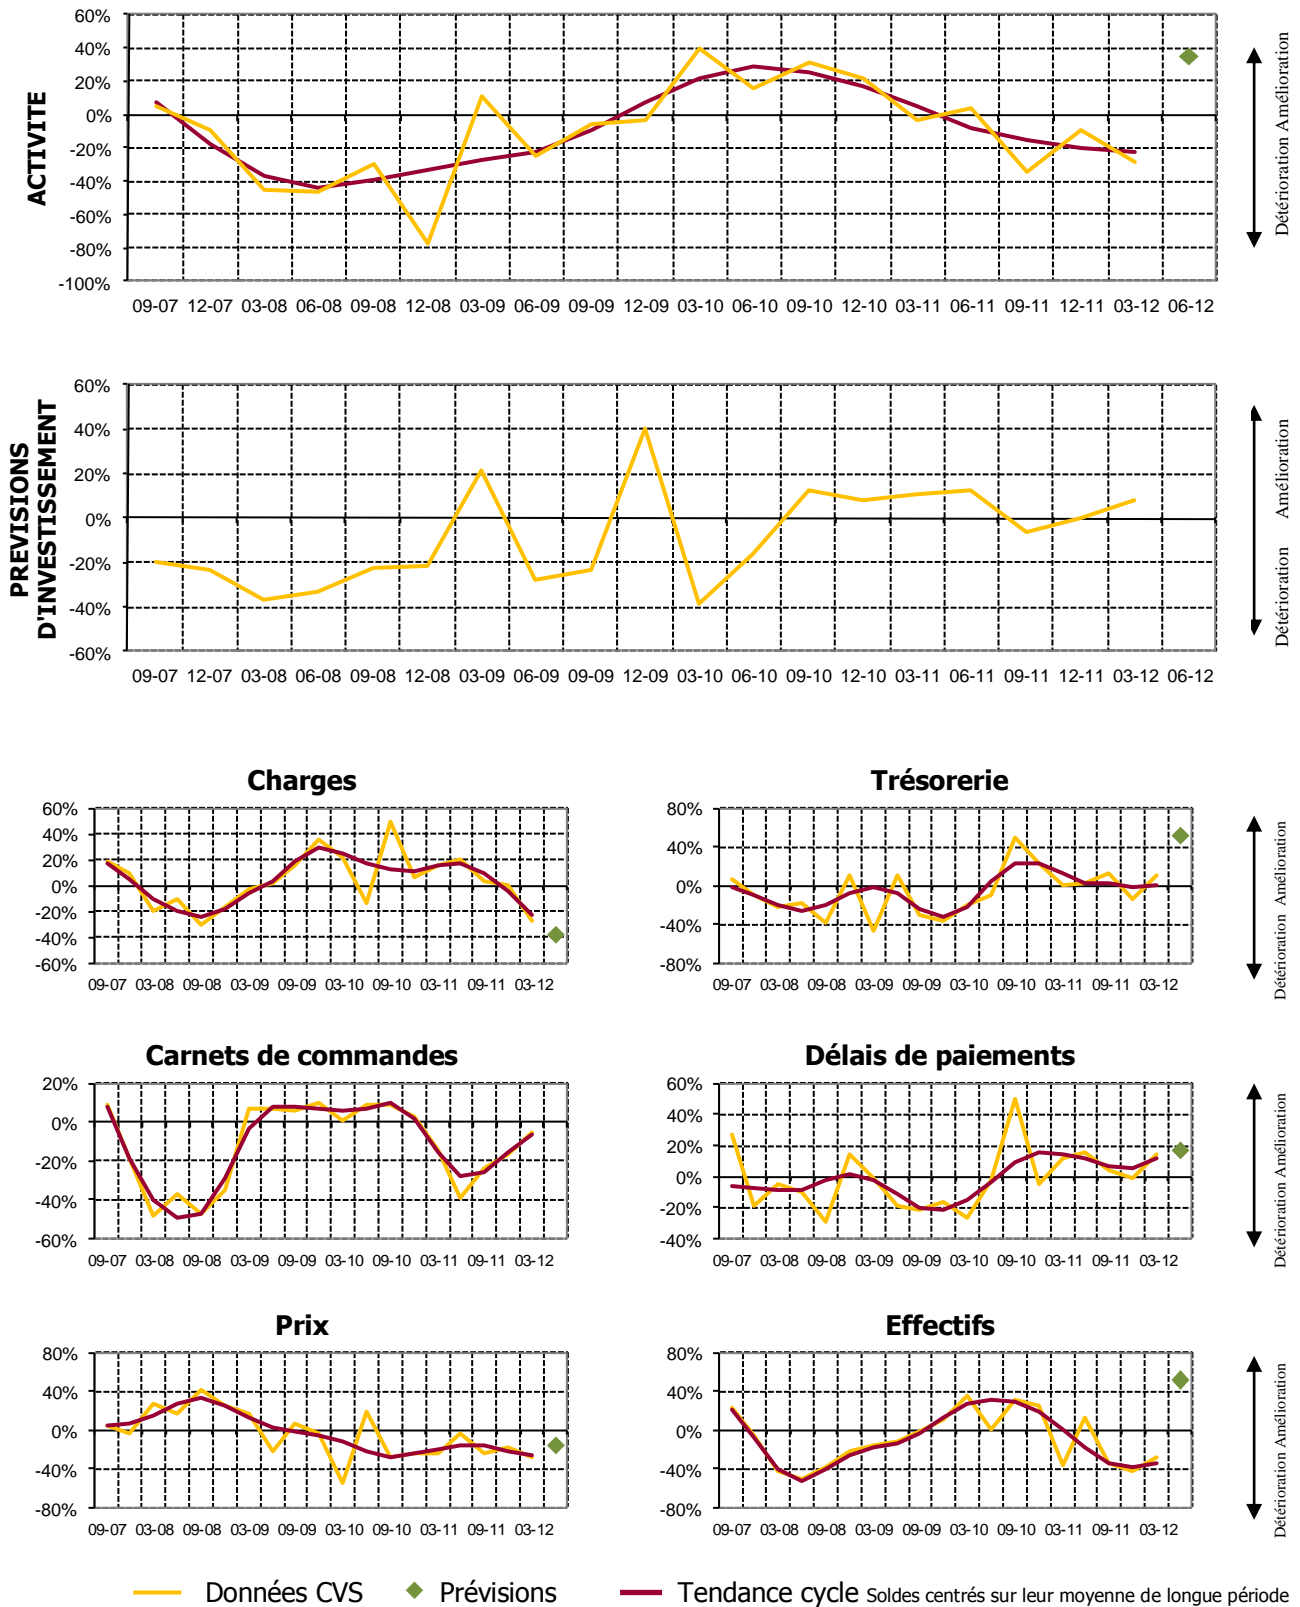 ACTIVITE
60%
40%
20%
0%
-20%
-40%
-60%
-80%
-100%
09-07 12-07 03-08 06-08 09-08 12-08 03-09 06-09 09-09 12-09 03-10 06-10 09-10 12-10 03-11 06-11 09-11 12-11 03-12 06-12
Détérioration Amélioration
PREVISIONS
D'INVESTISSEMENT
60%
40%
20%
0%
-20%
-40%
-60%
09-07 12-07 03-08 06-08 09-08 12-08 03-09 06-09 09-09 12-09 03-10 06-10 09-10 12-10 03-11 06-11 09-11 12-11 03-12 06-12
Détérioration Amélioration
Charges
60%
40%
20%
0%
-20%
-40%
-60%
09-07 03-08 09-08 03-09 09-09 03-10 09-10 03-11 09-11 03-12
Trésorerie
80%
40%
0%
-40%
-80%
09-07 03-08 09-08 03-09 09-09 03-10 09-10 03-11 09-11 03-12
Détérioration Amélioration
Carnets de commandes
20%
0%
-20%
-40%
-60%
09-07 03-08 09-08 03-09 09-09 03-10 09-10 03-11 09-11 03-12
Délais de paiements
60%
40%
20%
0%
-20%
-40%
09-07 03-08 09-08 03-09 09-09 03-10 09-10 03-11 09-11 03-12
Détérioration Amélioration
Prix
80%
40%
0%
-40%
-80%
09-07 03-08 09-08 03-09 09-09 03-10 09-10 03-11 09-11 03-12
Effectifs
80%
40%
0%
-40%
-80%
09-07 03-08 09-08 03-09 09-09 03-10 09-10 03-11 09-11 03-12
Détérioration Amélioration
Données CVS Prévisions Tendance cycle Soldes centrés sur leur moyenne de longue période